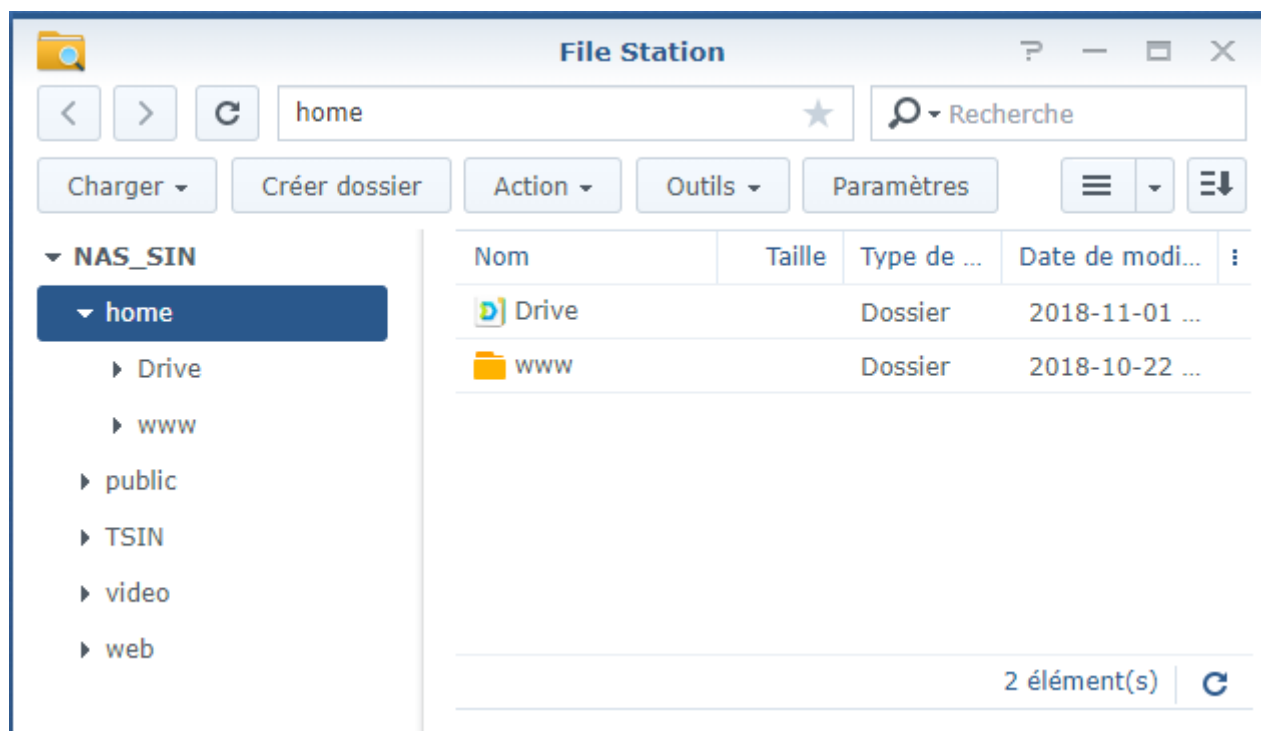 File Station
home
Recherche
Charger Créer dossier Action Outils Paramètres
NAS_SIN
home
Drive
www
public
TSIN
video
web
Nom Taille Type de ... Date de modi...
Drive Dossier 2018-11-01 ...
www Dossier 2018-10-22 ...
2 élément(s)